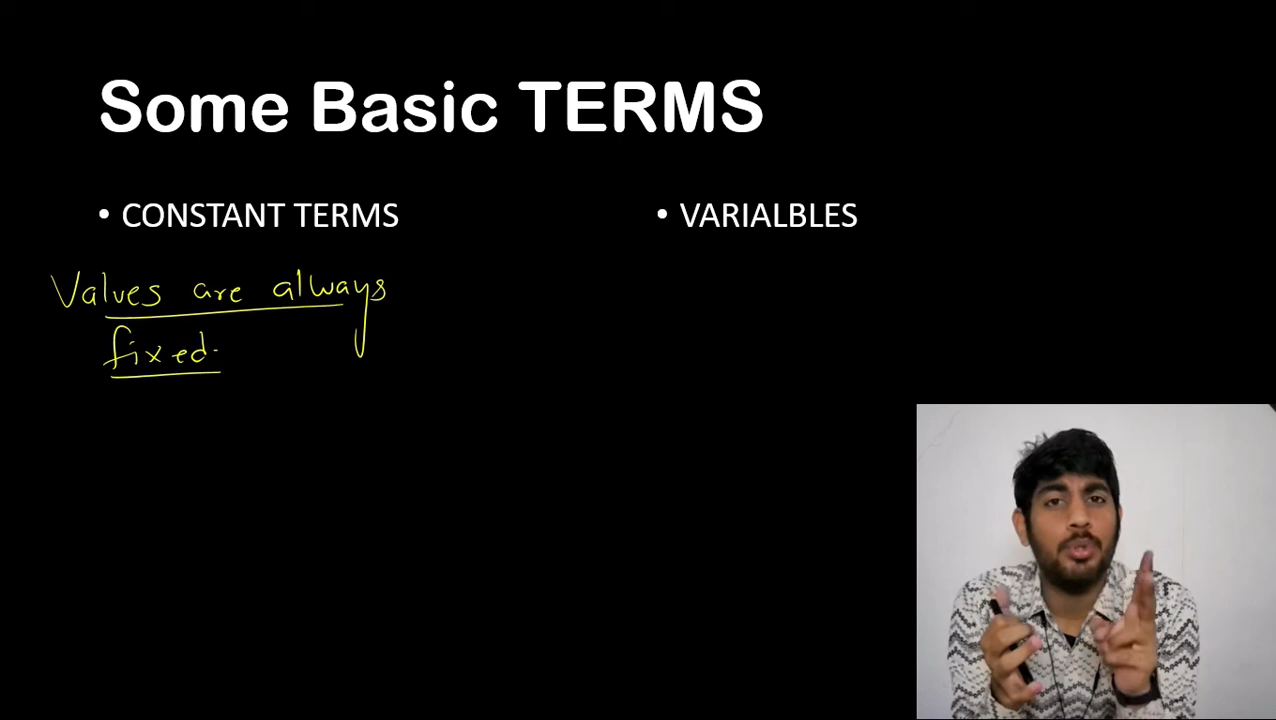 Some Basic TERMS
• CONSTANT TERMS
Values are always
fixed.
• VARIALBLES